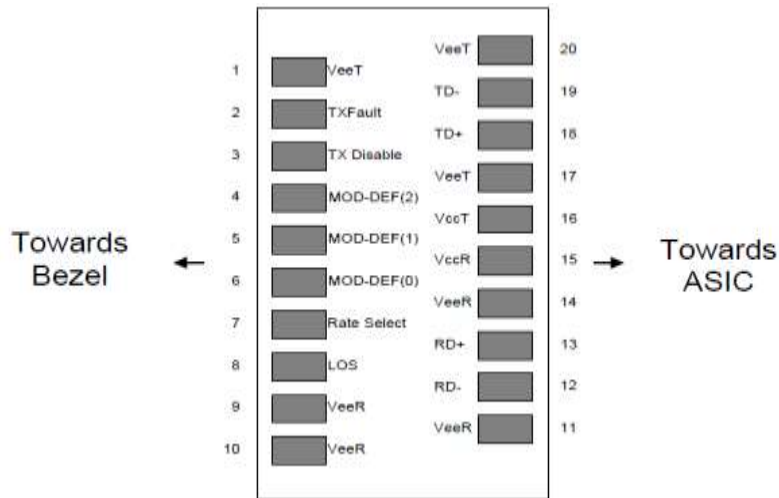 VeeT 20
1 VeeT
TD- 19
2 TXFault
TD+ 18
3 TX Disable
VeeT 17
4 MOD-DEF(2)
VccT 16
5 MOD-DEF(1)
Towards
Bezel
VccR 15
Towards
ASIC
6 MOD-DEF(0)
VeeR 14
7 Rate Select
RD+ 13
8 LOS
RD- 12
9 VeeR
VeeR 11
10 VeeR